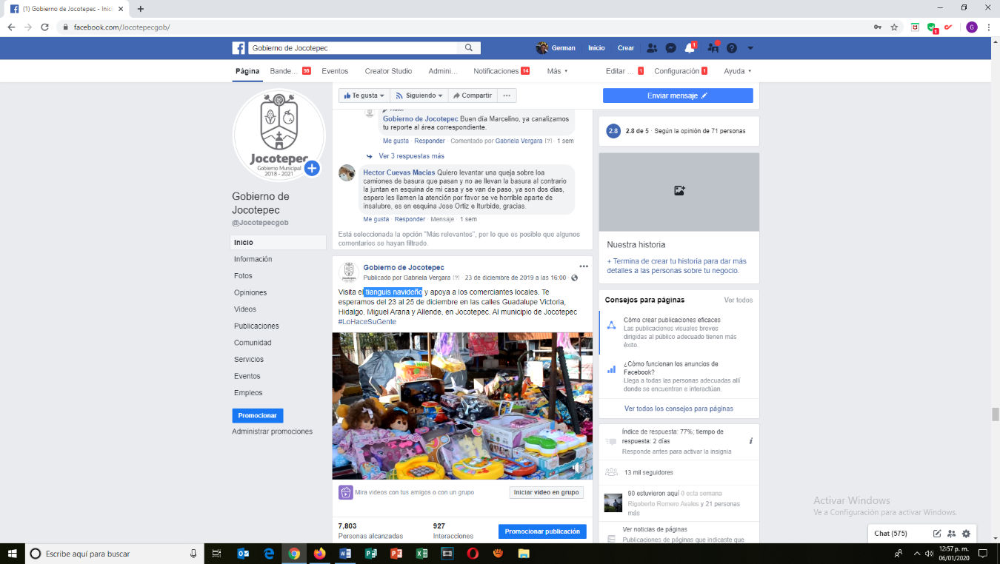 (1) Gobierno de Jocotepec - Inic
facebook.com/Jocotepecgob/
Gobierno de Jocotepec
German
Inicio
Crear
1
Página
Bande... 36
Eventos
Creator Studio
Admini...
Notificaciones 14
Más
Editar ... 1
Configuración 1
Ayuda
Jocotepec
Gobierno Municipal
2018 - 2021
Gobierno de
Jocotepec
@Jocotepecgob
Inicio
Información
Fotos
Opiniones
Videos
Publicaciones
Comunidad
Servicios
Eventos
Empleos
Promocionar
Administrar promociones
Te gusta
Siguiendo
Compartir
Gobierno de Jocotepec Buen día Marcelino, ya canalizamos
tu reporte al área correspondiente.
Me gusta · Responder · Comentado por Gabriela Vergara [?] · 1 sem
Ver 3 respuestas más
Hector Cuevas Macias Quiero levantar una queja sobre loa
camiones de basura que pasan y no ae llevan la basura al contrario
la juntan en esquina de mi casa y se van de paso, ya son dos dias,
espero les llamen la atención por favor se ve horrible aparte de
insalubre, es en esquina Jose Ortiz e Iturbide, gracias.
Me gusta · Responder · Mensaje · 1 sem
Está seleccionada la opción "Más relevantes", por lo que es posible que algunos
comentarios se hayan filtrado.
Gobierno de Jocotepec
Publicado por Gabriela Vergara [?] · 23 de diciembre de 2019 a las 16:00 ·
Visita el tianguis navideño y apoya a los comerciantes locales. Te
esperamos del 23 al 25 de diciembre en las calles Guadalupe Victoria,
Hidalgo, Miguel Arana y Allende, en Jocotepec. Al municipio de Jocotepec
#LoHaceSuGente
Mira videos con tus amigos o con un grupo
Iniciar video en grupo
7,803
Personas alcanzadas
927
Interacciones
Promocionar publicación
Enviar mensaje
2.8
2.8 de 5 · Según la opinión de 71 personas
Nuestra historia
+ Termina de crear tu historia para dar más
detalles a las personas sobre tu negocio.
Consejos para páginas
Ver todos
Cómo crear publicaciones eficaces
Las publicaciones visuales breves
dirigidas al público adecuado tienen más
éxito.
¿Cómo funcionan los anuncios de
Facebook?
Llega a todas las personas adecuadas allí
donde se encuentran e interactúan.
Ver todos los consejos para páginas
Índice de respuesta: 77%; tiempo de
respuesta: 2 días
Responde antes para activar la insignia
13 mil seguidores
90 estuvieron aquí 0 esta semana
Rigoberto Romero Avalos y 21 personas
más
Ver noticias de páginas
Publicaciones de páginas que indicaste que
Activar Windows
Ve a Configuración para activar Windows.
Chat (575)
Escribe aquí para buscar
12:57 p. m.
06/01/2020